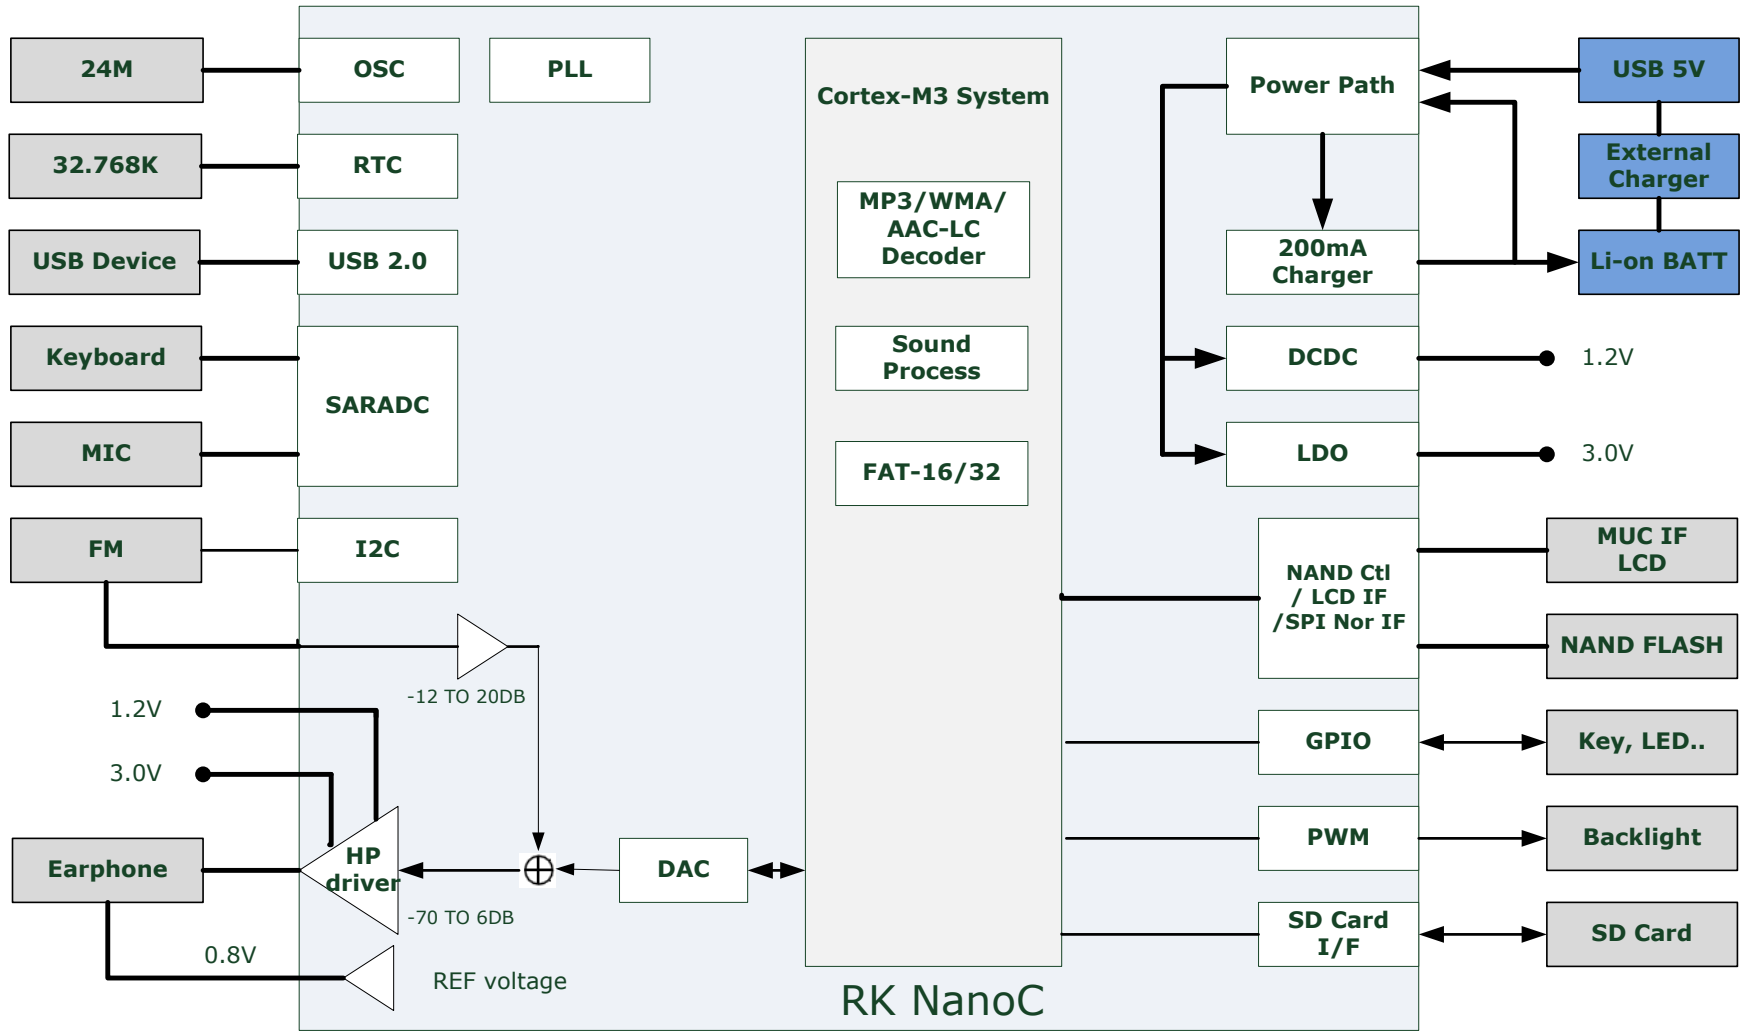 24M
OSC
PLL
Cortex-M3 System
Power Path
USB 5V
32.768K
RTC
External
Charger
MP3/WMA/
AAC-LC
Decoder
USB Device
USB 2.0
200mA
Charger
Li-on BATT
Keyboard
SARADC
MIC
Sound
Process
DCDC
1.2V
FAT-16/32
LDO
3.0V
FM
I2C
NAND Ctl
/ LCD IF
/SPI Nor IF
MUC IF
LCD
NAND FLASH
-12 TO 20DB
1.2V
3.0V
GPIO
Key, LED..
PWM
Backlight
Earphone
HP
driver
DAC
-70 TO 6DB
SD Card
I/F
SD Card
0.8V
REF voltage
RK NanoC